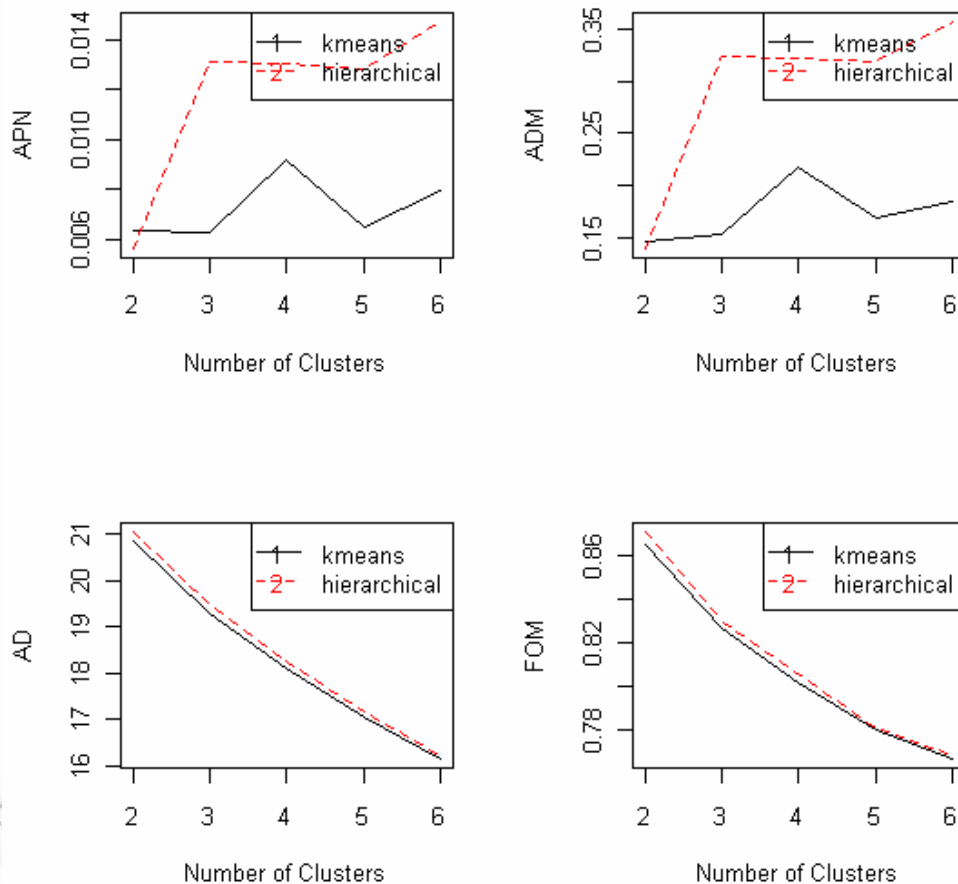 APN
0.006 0.010 0.014
1 kmeans
2 hierarchical
2 3 4 5 6
Number of Clusters
ADM
0.15 0.25 0.35
1 kmeans
2 hierarchical
2 3 4 5 6
Number of Clusters
AD
16 17 18 19 20 21
1 kmeans
2 hierarchical
2 3 4 5 6
Number of Clusters
FOM
0.78 0.82 0.86
1 kmeans
2 hierarchical
2 3 4 5 6
Number of Clusters